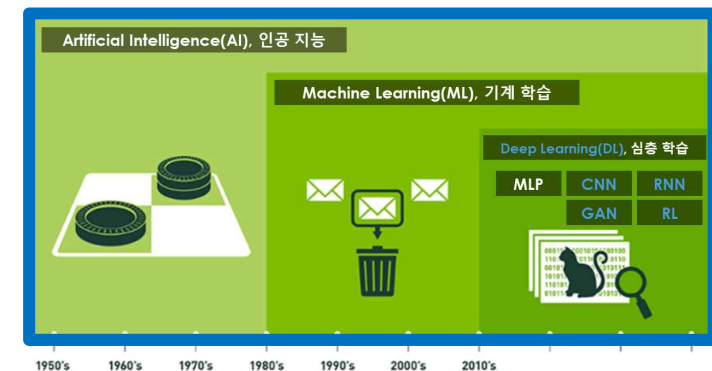 Artificial Intelligence(AI), 인공 지능
Machine Learning(ML), 기계 학습
Deep Learning(DL), 심층 학습
MLP CNN RNN
GAN RL
1950's 1960's 1970's 1980's 1990's 2000's 2010's